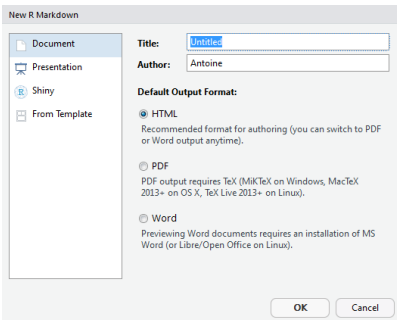 New R Markdown
Document
Presentation
Shiny
From Template
Title: Untitled
Author: Antoine
Default Output Format:
HTML
Recommended format for authoring (you can switch to PDF
or Word output anytime).
PDF
PDF output requires TeX (MiKTeX on Windows, MacTeX
2013+ on OS X, TeX Live 2013+ on Linux).
Word
Previewing Word documents requires an installation of MS
Word (or Libre/Open Office on Linux).
OK Cancel